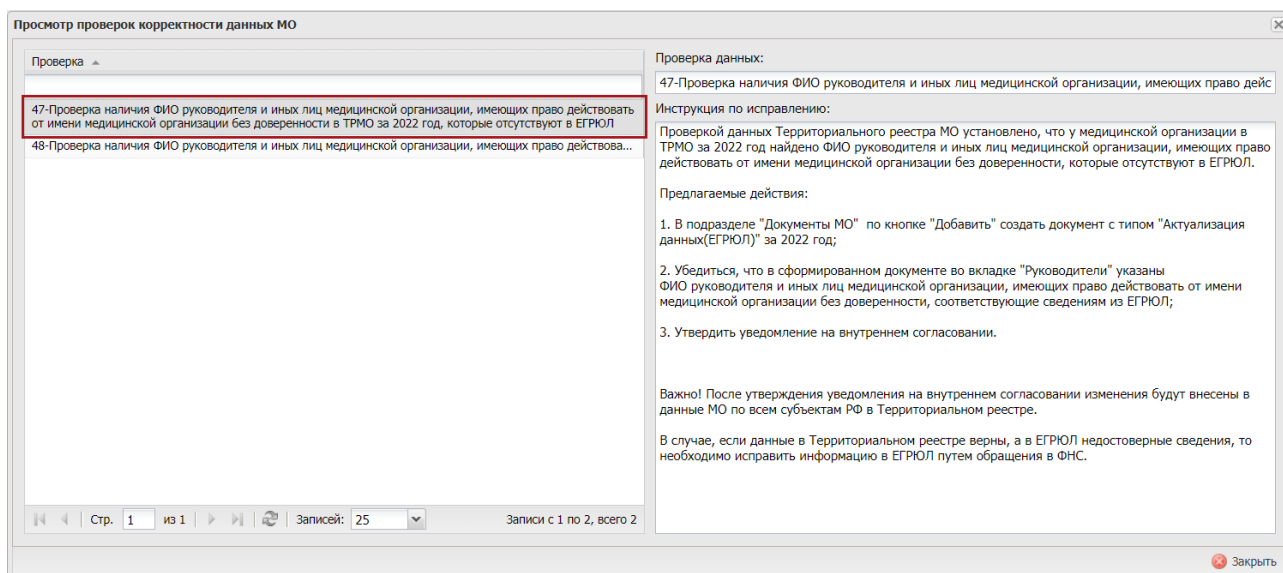 Просмотр проверок корректности данных МО
Проверка
47-Проверка наличия ФИО руководителя и иных лиц медицинской организации, имеющих право действовать
от имени медицинской организации без доверенности в ТРМО за 2022 год, которые отсутствуют в ЕГРЮЛ
48-Проверка наличия ФИО руководителя и иных лиц медицинской организации, имеющих право действова...
Стр. 1 из 1 Записей: 25 Записи с 1 по 2, всего 2
Проверка данных:
47-Проверка наличия ФИО руководителя и иных лиц медицинской организации, имеющих право дейс
Инструкция по исправлению:
Проверкой данных Территориального реестра МО установлено, что у медицинской организации в
ТРМО за 2022 год найдено ФИО руководителя и иных лиц медицинской организации, имеющих право
действовать от имени медицинской организации без доверенности, которые отсутствуют в ЕГРЮЛ.
Предлагаемые действия:
1. В подразделе "Документы МО" по кнопке "Добавить" создать документ с типом "Актуализация
данных(ЕГРЮЛ)" за 2022 год;
2. Убедиться, что в сформированном документе во вкладке "Руководители" указаны
ФИО руководителя и иных лиц медицинской организации, имеющих право действовать от имени
медицинской организации без доверенности, соответствующие сведениям из ЕГРЮЛ;
3. Утвердить уведомление на внутреннем согласовании.
Важно! После утверждения уведомления на внутреннем согласовании изменения будут внесены в
данные МО по всем субъектам РФ в Территориальном реестре.
В случае, если данные в Территориальном реестре верны, а в ЕГРЮЛ недостоверные сведения, то
необходимо исправить информацию в ЕГРЮЛ путем обращения в ФНС.
Закрыть